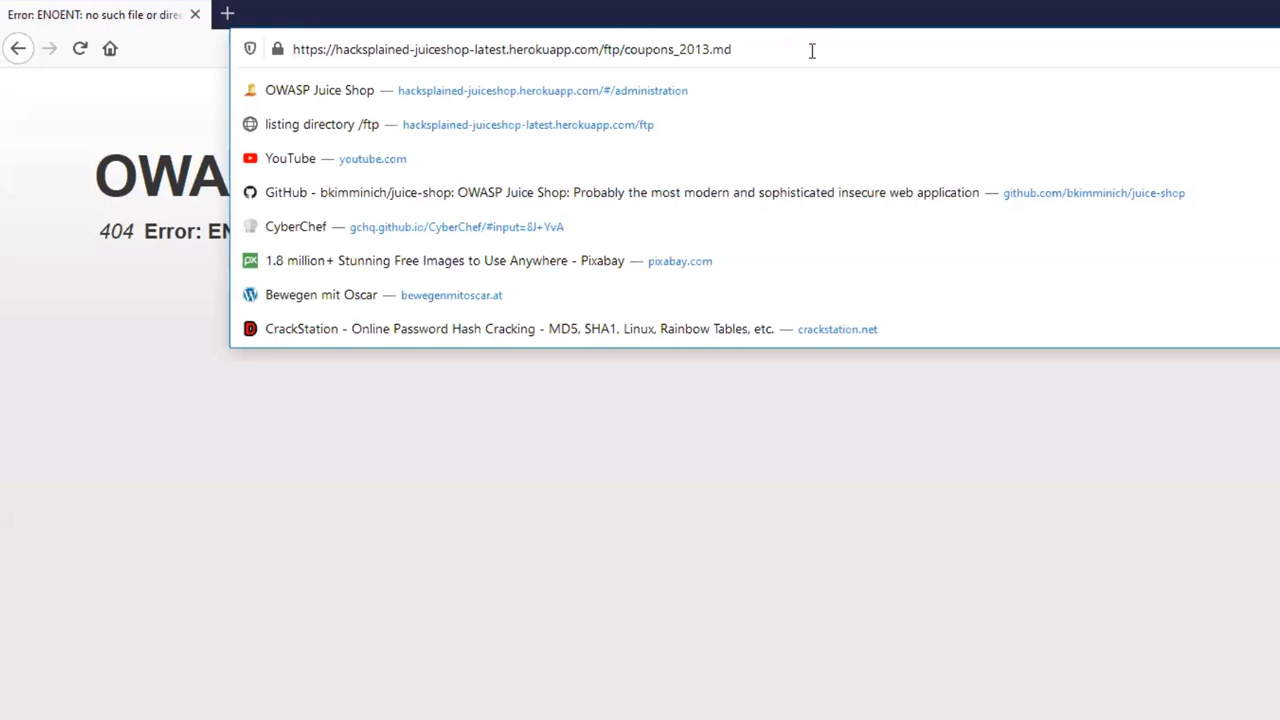 Error: ENOENT: no such file or dire
https://hacksplained-juiceshop-latest.herokuapp.com/ftp/coupons_2013.md
OWASP Juice Shop — hacksplained-juiceshop.herokuapp.com/#/administration
listing directory /ftp — hacksplained-juiceshop-latest.herokuapp.com/ftp
YouTube — youtube.com
GitHub - bkimminich/juice-shop: OWASP Juice Shop: Probably the most modern and sophisticated insecure web application — github.com/bkimminich/juice-shop
CyberChef — gchq.github.io/CyberChef/#input=8J+YvA
1.8 million+ Stunning Free Images to Use Anywhere - Pixabay — pixabay.com
Bewegen mit Oscar — bewegenmitoscar.at
CrackStation - Online Password Hash Cracking - MD5, SHA1, Linux, Rainbow Tables, etc. — crackstation.net
OWA
404 Error: EN